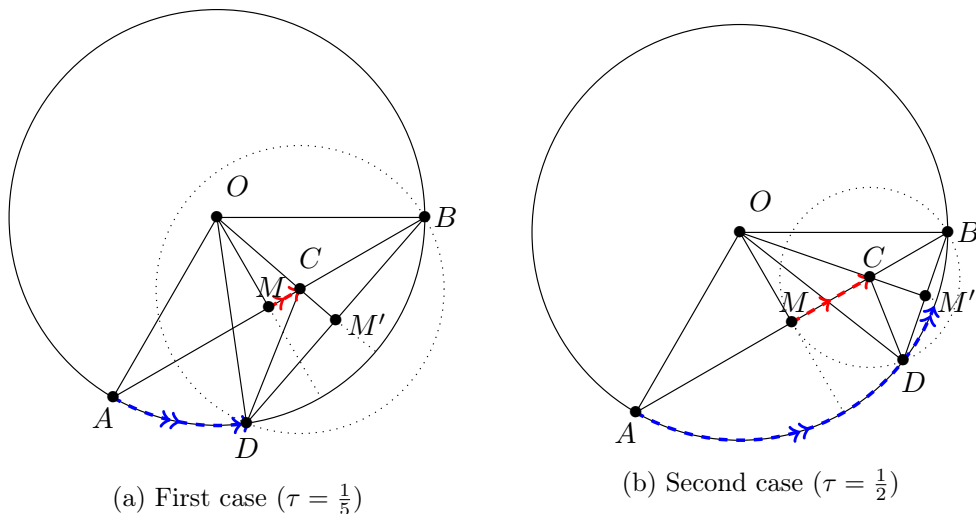 O
B
C
M
M′
A
D
(a) First case (τ = 1/5)
O
B
C
M
M′
D
A
(b) Second case (τ = 1/2)